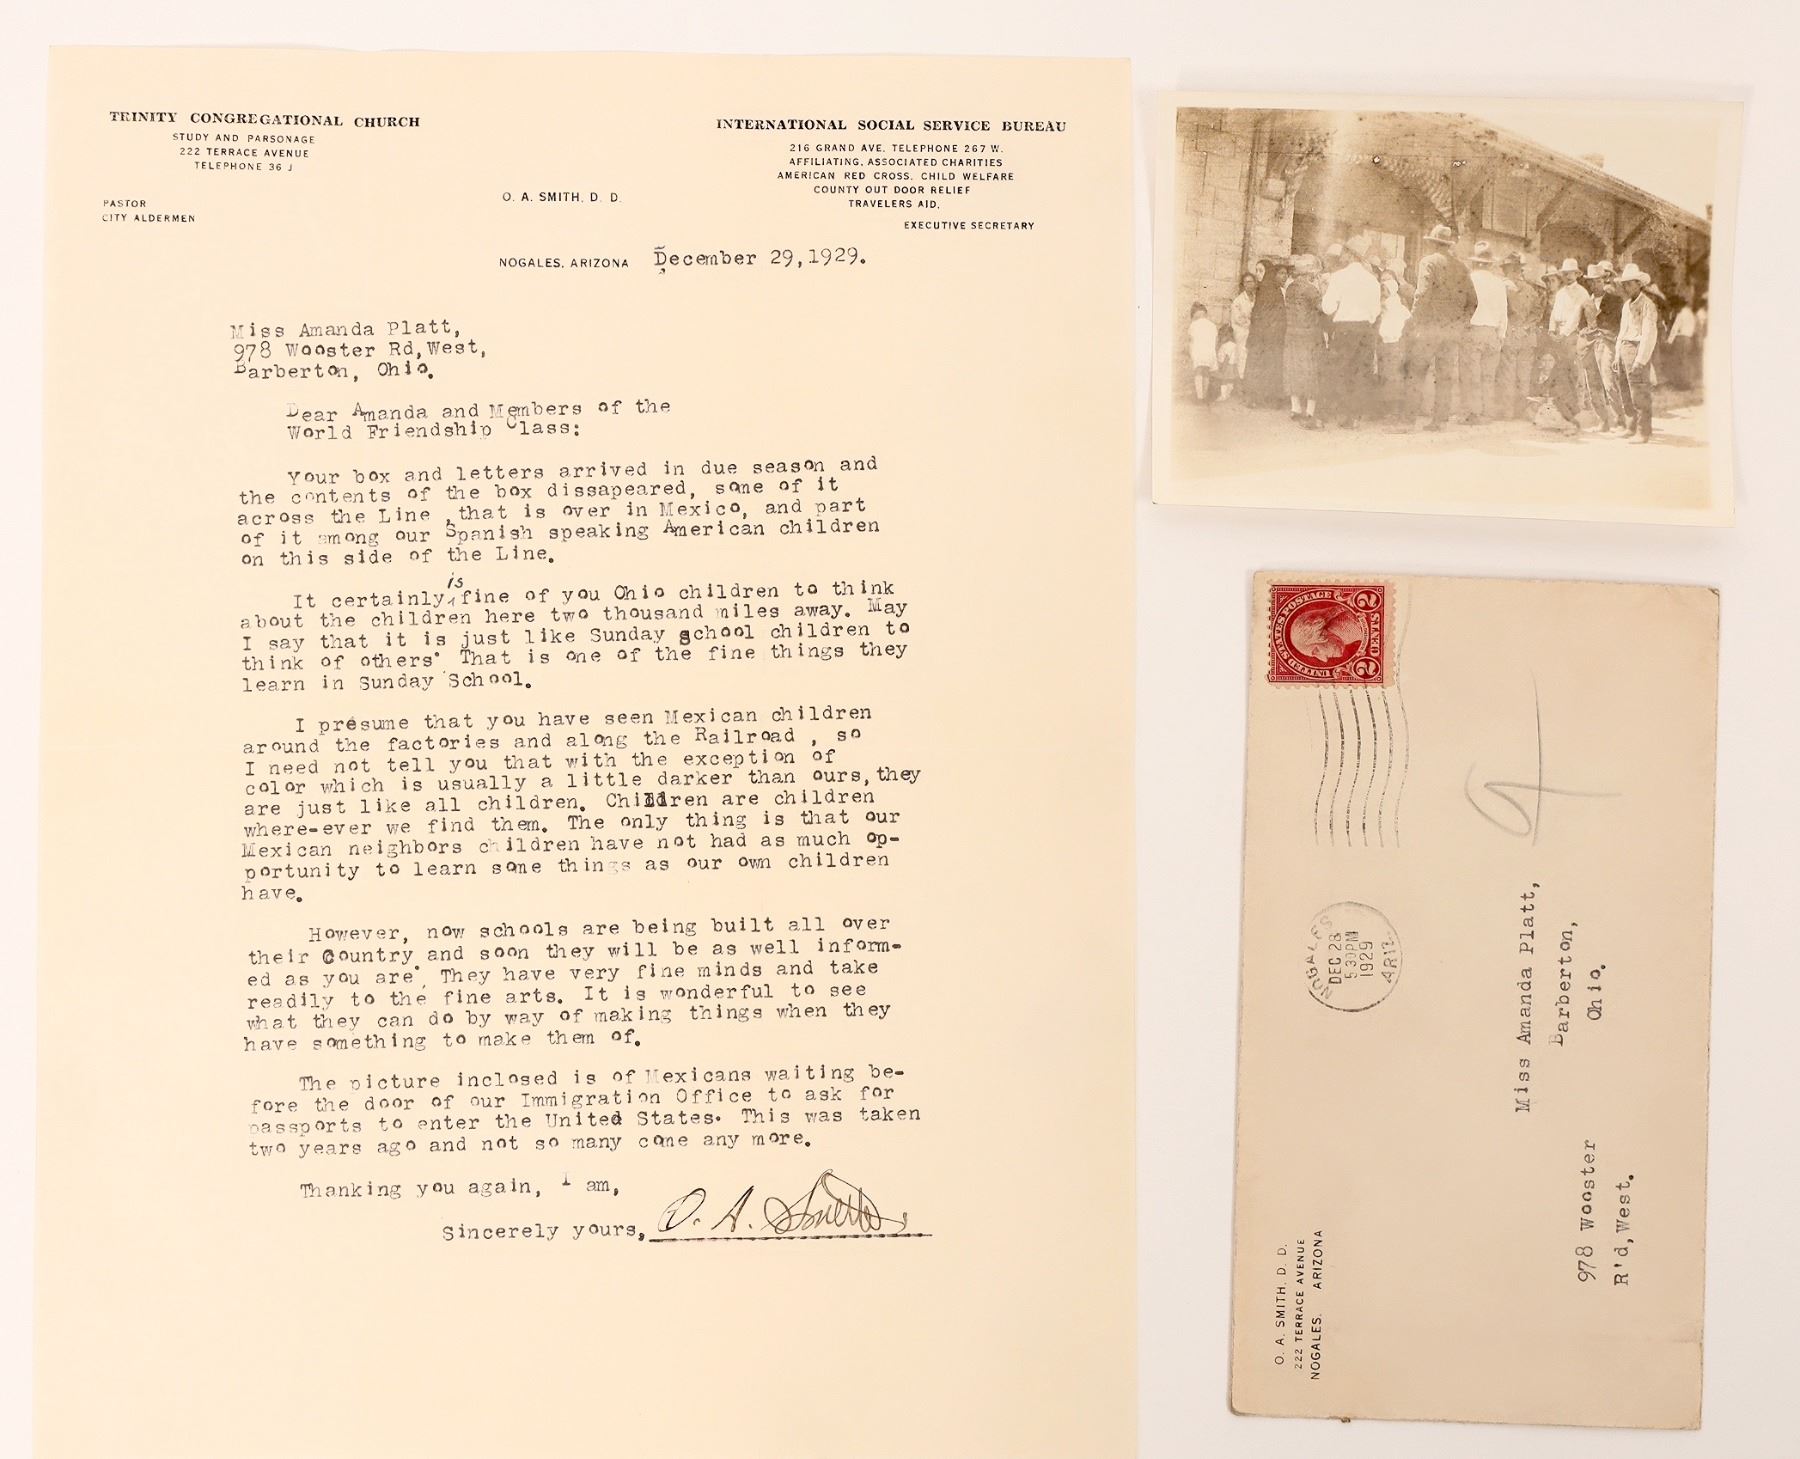 TRINITY CONGREGATIONAL CHURCH
STUDY AND PARSONAGE
222 TERRACE AVENUE
TELEPHONE 36 J
PASTOR
CITY ALDERMEN
O. A. SMITH, D. D.
INTERNATIONAL SOCIAL SERVICE BUREAU
216 GRAND AVE. TELEPHONE 267 W.
AFFILIATING, ASSOCIATED CHARITIES
AMERICAN RED CROSS, CHILD WELFARE
COUNTY OUT DOOR RELIEF
TRAVELERS AID,
EXECUTIVE SECRETARY
NOGALES, ARIZONA December 29,1929.
Miss Amanda Platt,
978 Wooster Rd,West,
Barberton, Ohio.
Dear Amanda and Members of the
World Friendship Class:
Your box and letters arrived in due season and
the contents of the box dissapeared, some of it
across the Line ,that is over in Mexico, and part
of it among our Spanish speaking American children
on this side of the Line.
It certainly is fine of you Ohio children to think
about the children here two thousand miles away. May
I say that it is just like Sunday school children to
think of others. That is one of the fine things they
learn in Sunday School.
I presume that you have seen Mexican children
around the factories and along the Railroad , so
I need not tell you that with the exception of
color which is usually a little darker than ours, they
are just like all children. Children are children
where-ever we find them. The only thing is that our
Mexican neighbors children have not had as much op-
portunity to learn some things as our own children
have.
However, now schools are being built all over
their Country and soon they will be as well inform-
ed as you are. They have very fine minds and take
readily to the fine arts. It is wonderful to see
what they can do by way of making things when they
have something to make them of.
The picture inclosed is of Mexicans waiting be-
fore the door of our Immigration Office to ask for
passports to enter the United States. This was taken
two years ago and not so many come any more.
Thanking you again, I am,
Sincerely yours, O. A. Smith
UNITED STATES POSTAGE
2 CENTS 2
NOGALES
DEC 28
5 30PM
1929
ARIZ.
Miss Amanda Platt,
Barberton,
Ohio.
978 Wooster
R'd,West.
O. A. SMITH, D. D.
222 TERRACE AVENUE
NOGALES, ARIZONA